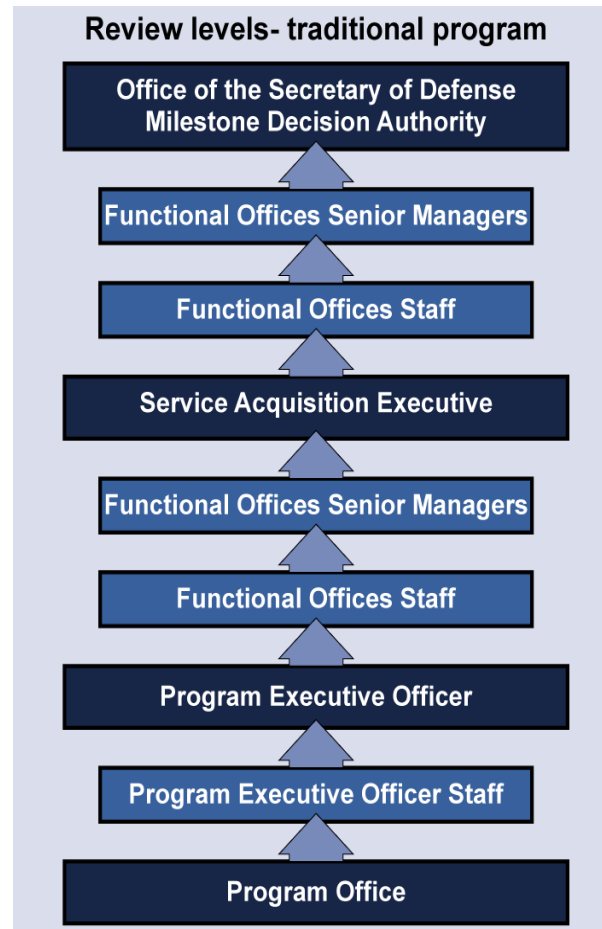 Review levels- traditional program
Office of the Secretary of Defense
Milestone Decision Authority
Functional Offices Senior Managers
Functional Offices Staff
Service Acquisition Executive
Functional Offices Senior Managers
Functional Offices Staff
Program Executive Officer
Program Executive Officer Staff
Program Office